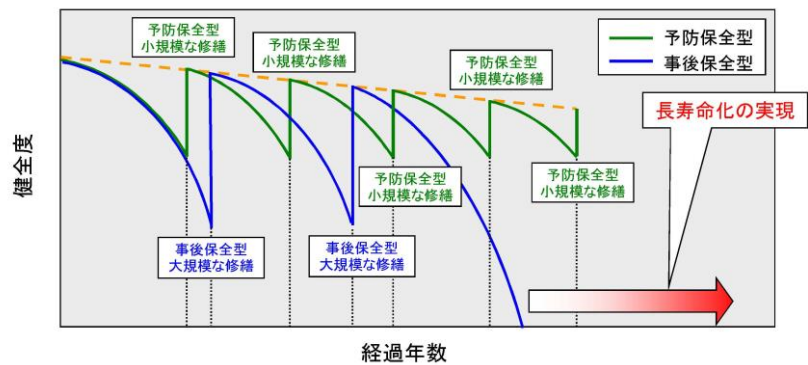 予防保全型
小規模な修繕
予防保全型
小規模な修繕
予防保全型
小規模な修繕
予防保全型
事後保全型
長寿命化の実現
健全度
予防保全型
小規模な修繕
予防保全型
小規模な修繕
事後保全型
大規模な修繕
事後保全型
大規模な修繕
経過年数